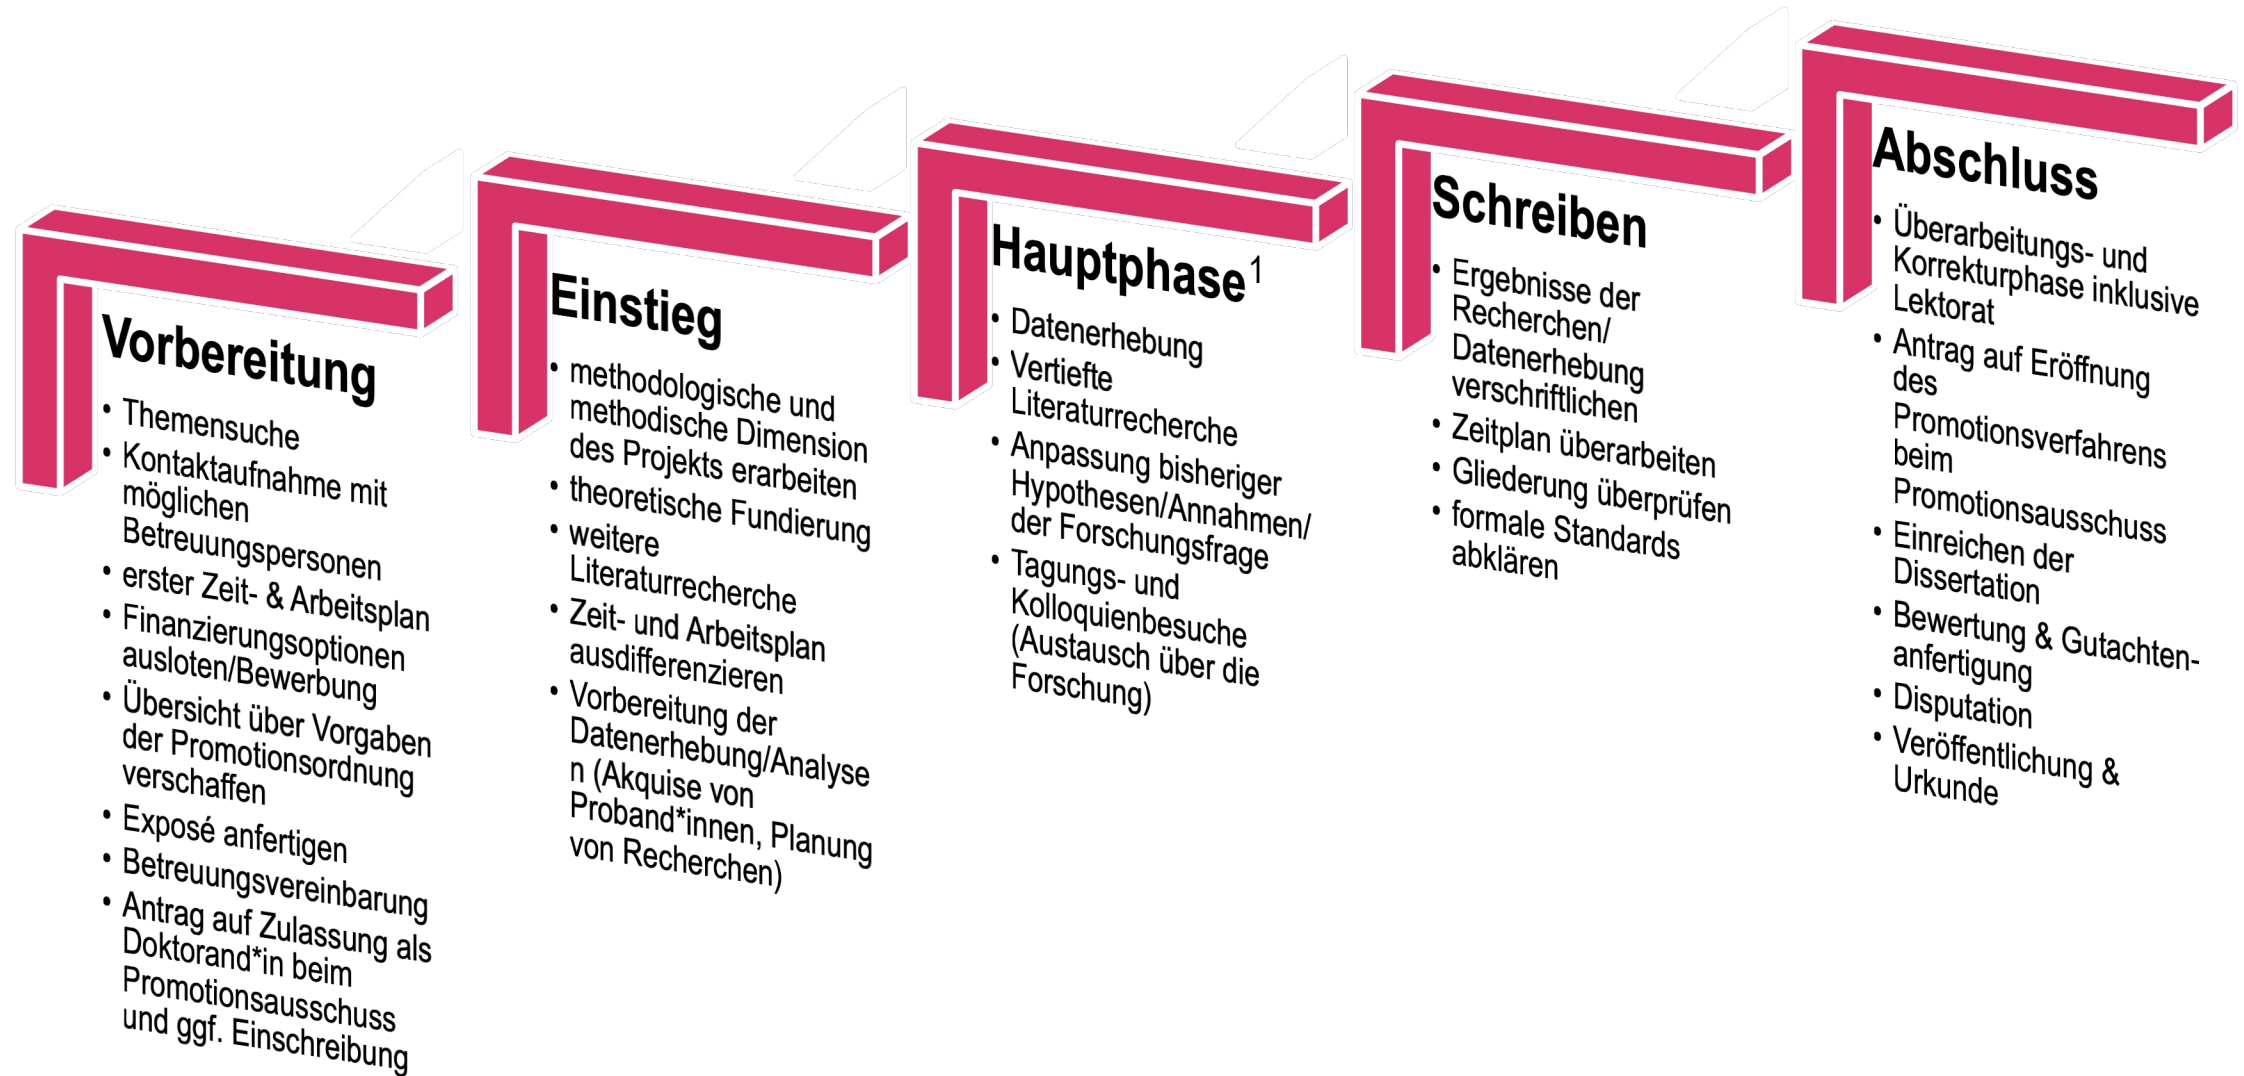 Vorbereitung
• Themensuche
• Kontaktaufnahme mit
möglichen
Betreuungspersonen
• erster Zeit- & Arbeitsplan
• Finanzierungsoptionen
ausloten/Bewerbung
• Übersicht über Vorgaben
der Promotionsordnung
verschaffen
• Exposé anfertigen
• Betreuungsvereinbarung
• Antrag auf Zulassung als
Doktorand*in beim
Promotionsausschuss
und ggf. Einschreibung
Einstieg
• methodologische und
methodische Dimension
des Projekts erarbeiten
• theoretische Fundierung
• weitere
Literaturrecherche
• Zeit- und Arbeitsplan
ausdifferenzieren
• Vorbereitung der
Datenerhebung/Analyse
n (Akquise von
Proband*innen, Planung
von Recherchen)
Hauptphase¹
• Datenerhebung
• Vertiefte
Literaturrecherche
• Anpassung bisheriger
Hypothesen/Annahmen/
der Forschungsfrage
• Tagungs- und
Kolloquienbesuche
(Austausch über die
Forschung)
Schreiben
• Ergebnisse der
Recherchen/
Datenerhebung
verschriftlichen
• Zeitplan überarbeiten
• Gliederung überprüfen
• formale Standards
abklären
Abschluss
• Überarbeitungs- und
Korrekturphase inklusive
Lektorat
• Antrag auf Eröffnung
des
Promotionsverfahrens
beim
Promotionsausschuss
• Einreichen der
Dissertation
• Bewertung & Gutachten-
anfertigung
• Disputation
• Veröffentlichung &
Urkunde